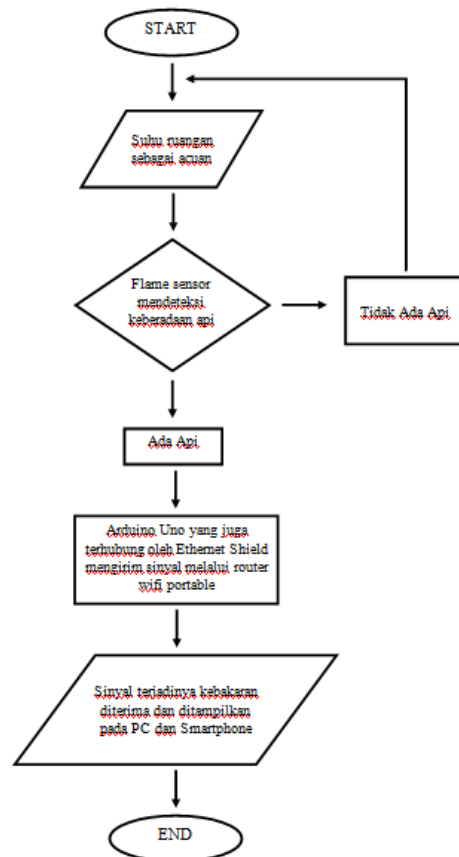 START
Suhu ruangan
sebagai acuan
Flame sensor
mendeteksi
keberadaan api
Tidak Ada Api
Ada Api
Arduino Uno yang juga
terhubung oleh Ethernet Shield
mengirim sinyal melalui router
wifi portable
Sinyal terjadinya kebakaran
diterima dan ditampilkan
pada PC dan Smartphone
END